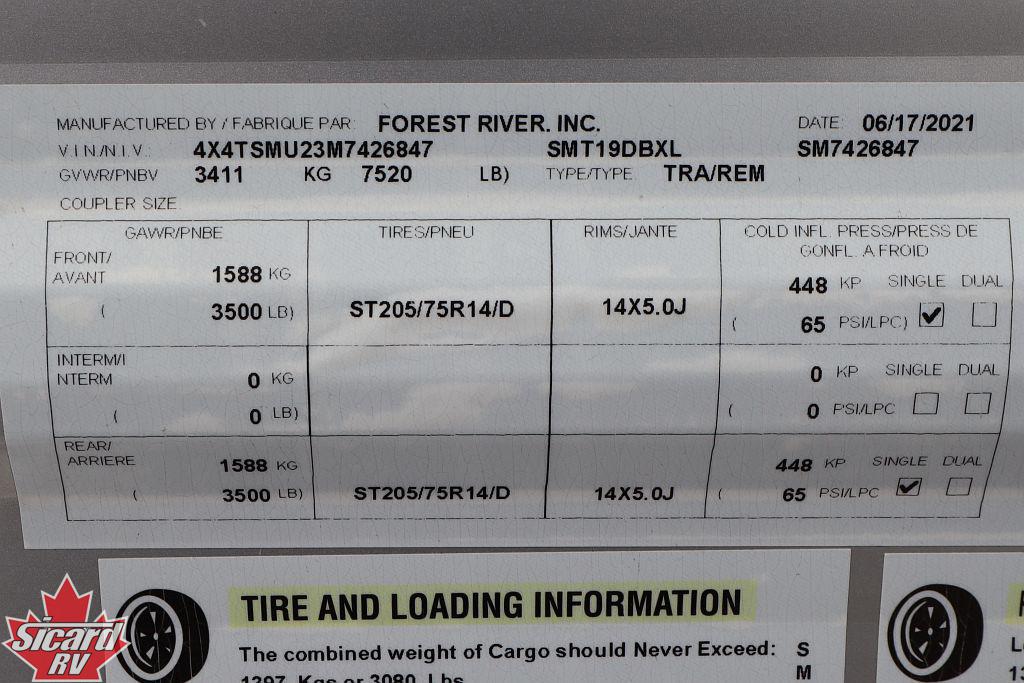 MANUFACTURED BY / FABRIQUE PAR: FOREST RIVER. INC. DATE: 06/17/2021
V.I.N./N.I.V.: 4X4TSMU23M7426847 SMT19DBXL SM7426847
GVWR/PNBV 3411 KG 7520 LB) TYPE/TYPE TRA/REM
COUPLER SIZE
GAWR/PNBE TIRES/PNEU RIMS/JANTE COLD INFL. PRESS/PRESS DE
GONFL. A FROID
FRONT/
AVANT 1588 KG 448 KP SINGLE DUAL
( 3500 LB) ST205/75R14/D 14X5.0J ( 65 PSI/LPC)
INTERM/I
NTERM 0 KG 0 KP SINGLE DUAL
( 0 LB) ( 0 PSI/LPC
REAR/
ARRIERE 1588 KG 448 KP SINGLE DUAL
( 3500 LB) ST205/75R14/D 14X5.0J ( 65 PSI/LPC
TIRE AND LOADING INFORMATION
The combined weight of Cargo should Never Exceed: S
M
1397 Kgs or 3080 Lbs
Sicard
RV